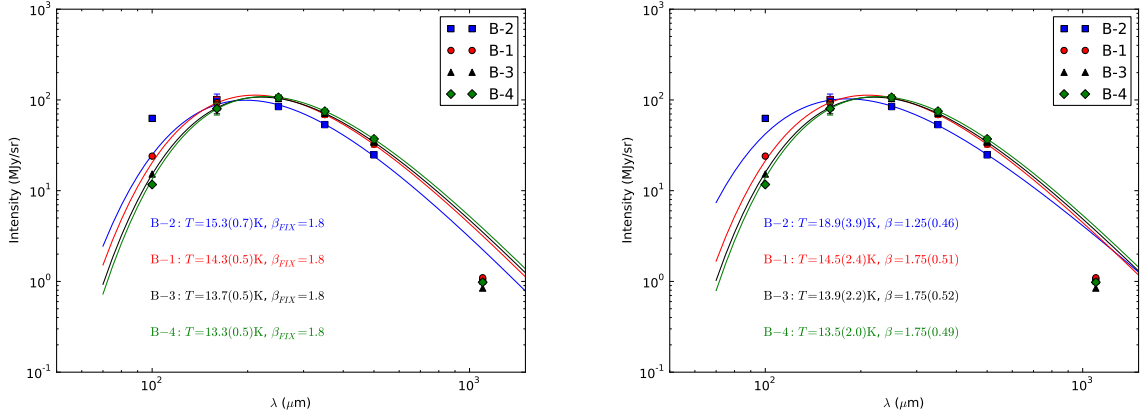 10³
10²
10¹
10⁰
10⁻¹
Intensity (MJy/sr)
10²
10³
λ (μm)
B-2
B-1
B-3
B-4
B−2: T=15.3(0.7)K, β_FIX=1.8
B−1: T=14.3(0.5)K, β_FIX=1.8
B−3: T=13.7(0.5)K, β_FIX=1.8
B−4: T=13.3(0.5)K, β_FIX=1.8
10³
10²
10¹
10⁰
10⁻¹
Intensity (MJy/sr)
10²
10³
λ (μm)
B-2
B-1
B-3
B-4
B−2: T=18.9(3.9)K, β=1.25(0.46)
B−1: T=14.5(2.4)K, β=1.75(0.51)
B−3: T=13.9(2.2)K, β=1.75(0.52)
B−4: T=13.5(2.0)K, β=1.75(0.49)